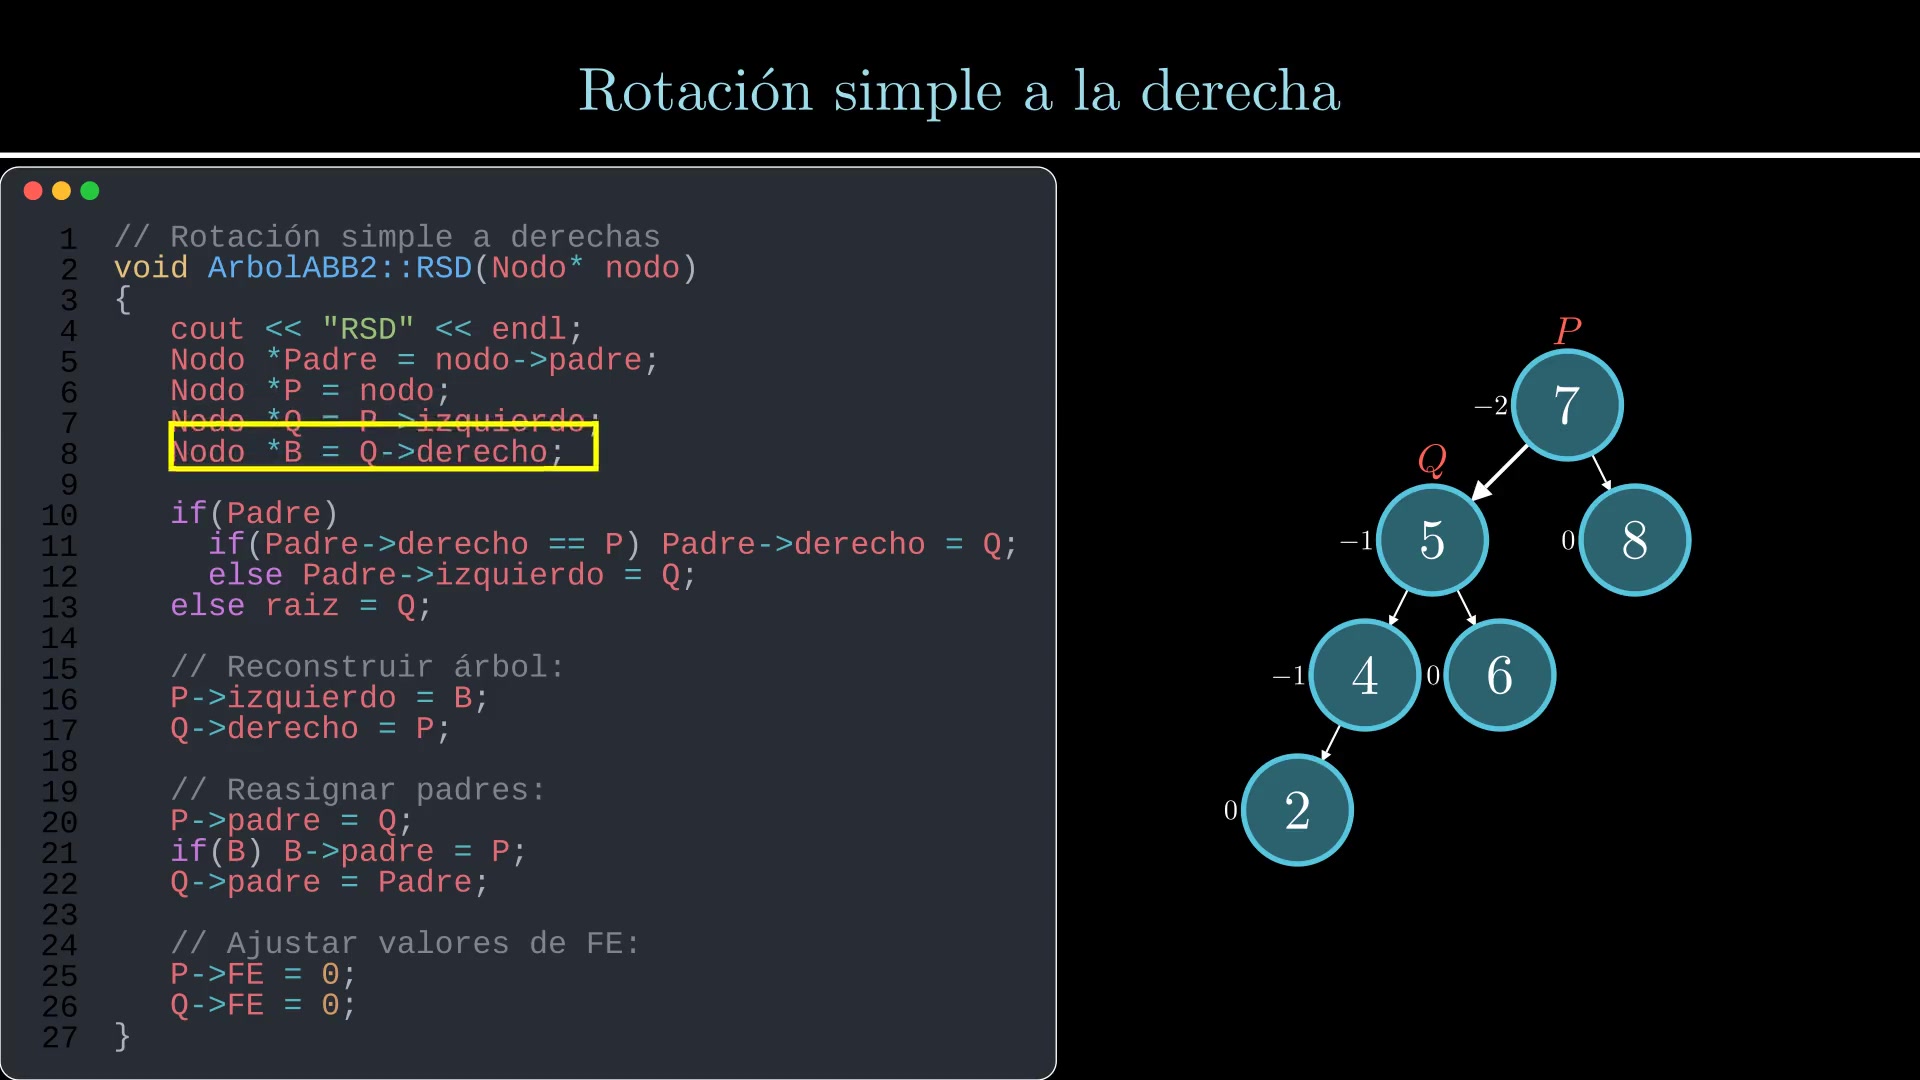 Rotación simple a la derecha
1 // Rotación simple a derechas
2 void ArbolABB2::RSD(Nodo* nodo)
3 {
4 cout << "RSD" << endl;
5 Nodo *Padre = nodo->padre;
6 Nodo *P = nodo;
7 Nodo *Q = P->izquierdo;
8 Nodo *B = Q->derecho;
9
10 if(Padre)
11 if(Padre->derecho == P) Padre->derecho = Q;
12 else Padre->izquierdo = Q;
13 else raiz = Q;
14
15 // Reconstruir árbol:
16 P->izquierdo = B;
17 Q->derecho = P;
18
19 // Reasignar padres:
20 P->padre = Q;
21 if(B) B->padre = P;
22 Q->padre = Padre;
23
24 // Ajustar valores de FE:
25 P->FE = 0;
26 Q->FE = 0;
27 }
P
−2 7
Q
−1 5 0 8
−1 4 0 6
0 2